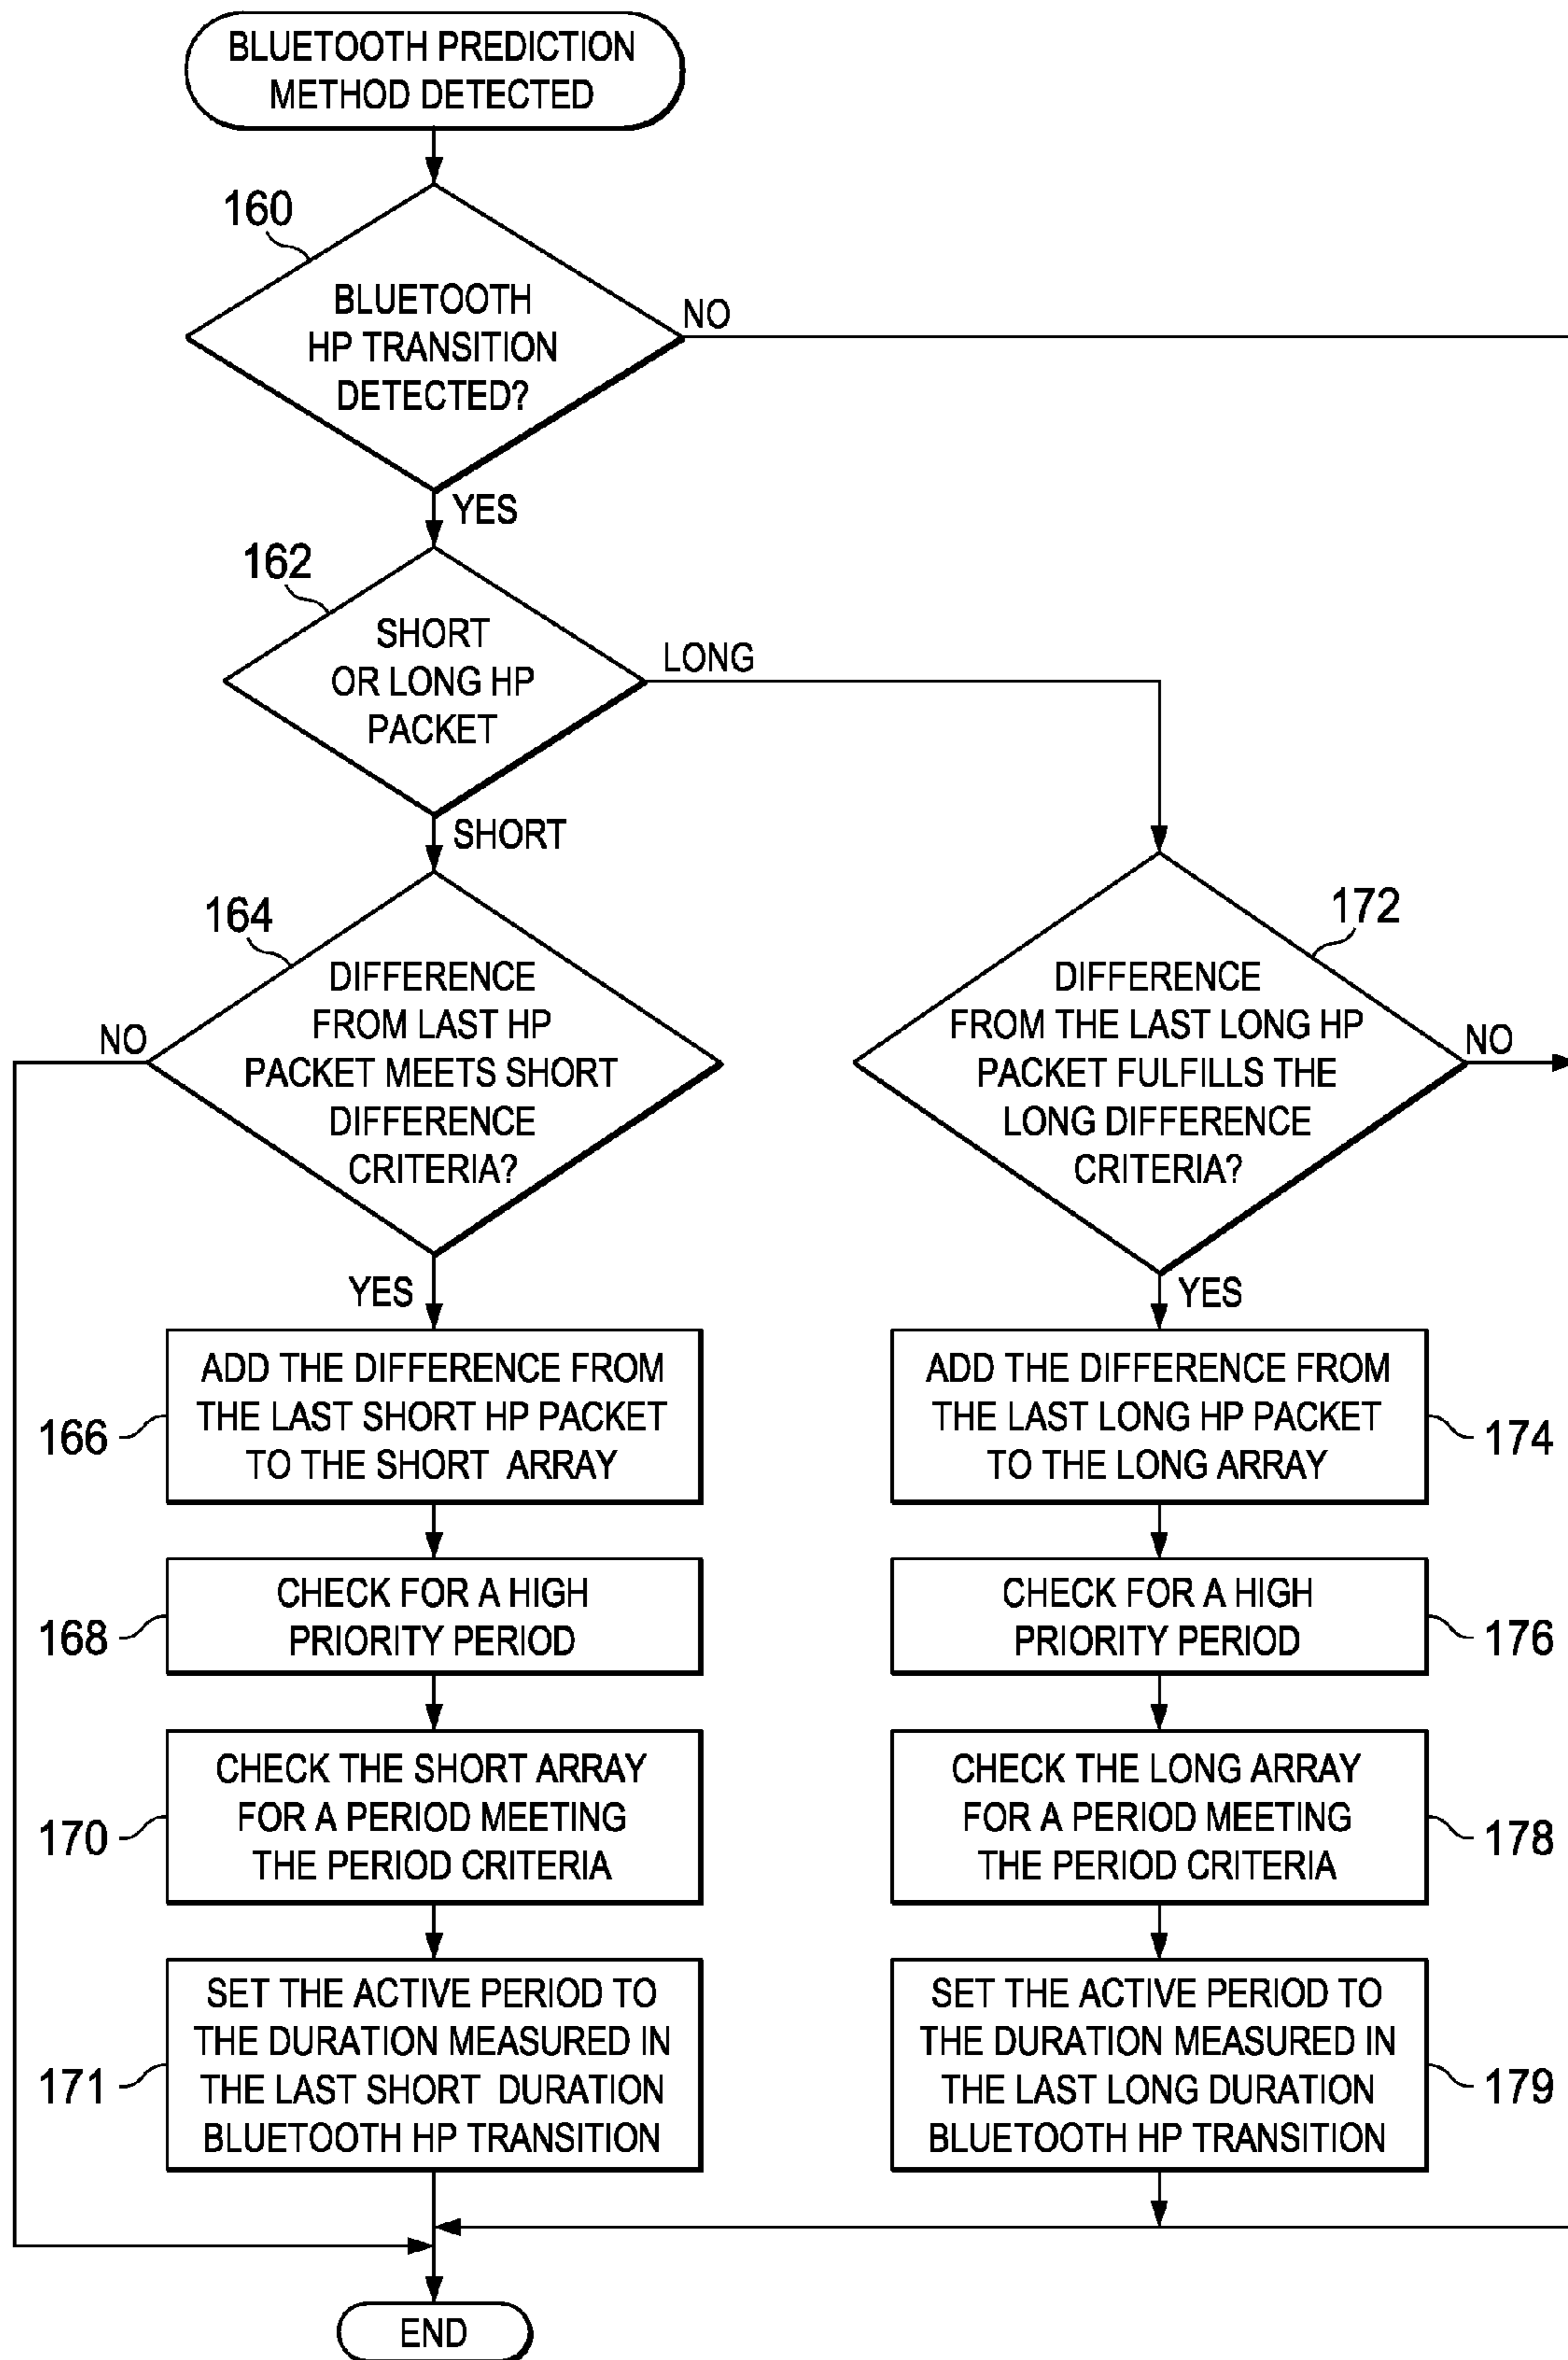 BLUETOOTH PREDICTION
METHOD DETECTED
160
BLUETOOTH
HP TRANSITION
DETECTED?
NO
YES
162
SHORT
OR LONG HP
PACKET
LONG
SHORT
164
DIFFERENCE
FROM LAST HP
PACKET MEETS SHORT
DIFFERENCE
CRITERIA?
NO
YES
172
DIFFERENCE
FROM THE LAST LONG HP
PACKET FULFILLS THE
LONG DIFFERENCE
CRITERIA?
NO
YES
166
ADD THE DIFFERENCE FROM
THE LAST SHORT HP PACKET
TO THE SHORT ARRAY
174
ADD THE DIFFERENCE FROM
THE LAST LONG HP PACKET
TO THE LONG ARRAY
168
CHECK FOR A HIGH
PRIORITY PERIOD
176
CHECK FOR A HIGH
PRIORITY PERIOD
170
CHECK THE SHORT ARRAY
FOR A PERIOD MEETING
THE PERIOD CRITERIA
178
CHECK THE LONG ARRAY
FOR A PERIOD MEETING
THE PERIOD CRITERIA
171
SET THE ACTIVE PERIOD TO
THE DURATION MEASURED IN
THE LAST SHORT DURATION
BLUETOOTH HP TRANSITION
179
SET THE ACTIVE PERIOD TO
THE DURATION MEASURED IN
THE LAST LONG DURATION
BLUETOOTH HP TRANSITION
END